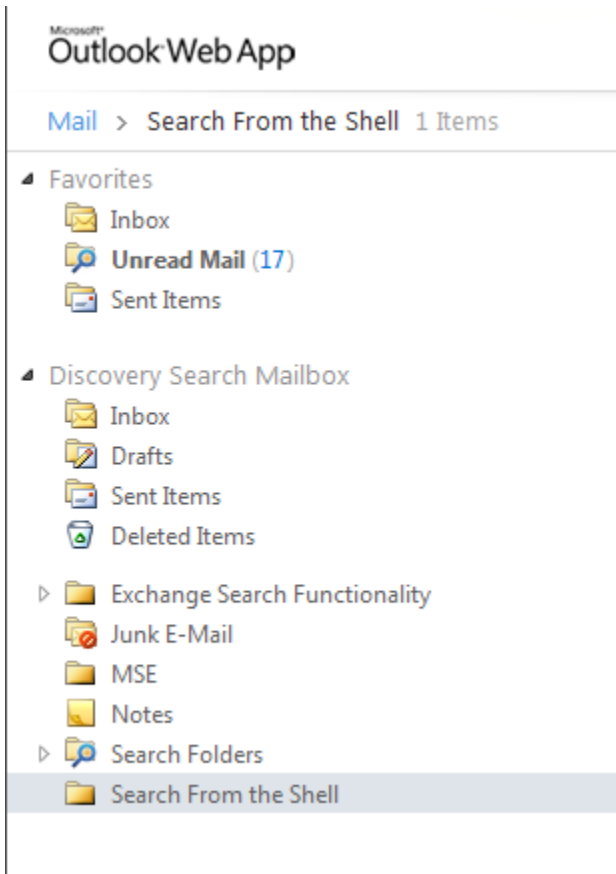 Microsoft®
Outlook Web App
Mail > Search From the Shell 1 Items
Favorites
Inbox
Unread Mail (17)
Sent Items
Discovery Search Mailbox
Inbox
Drafts
Sent Items
Deleted Items
Exchange Search Functionality
Junk E-Mail
MSE
Notes
Search Folders
Search From the Shell